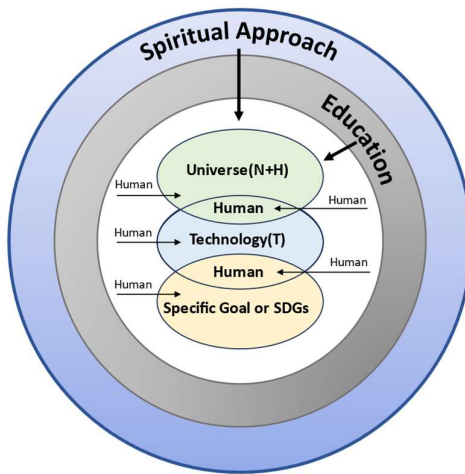 Spiritual Approach
Education
Universe(N+H)
Human
Human
Human
Human
Technology(T)
Human
Human
Human
Specific Goal or SDGs